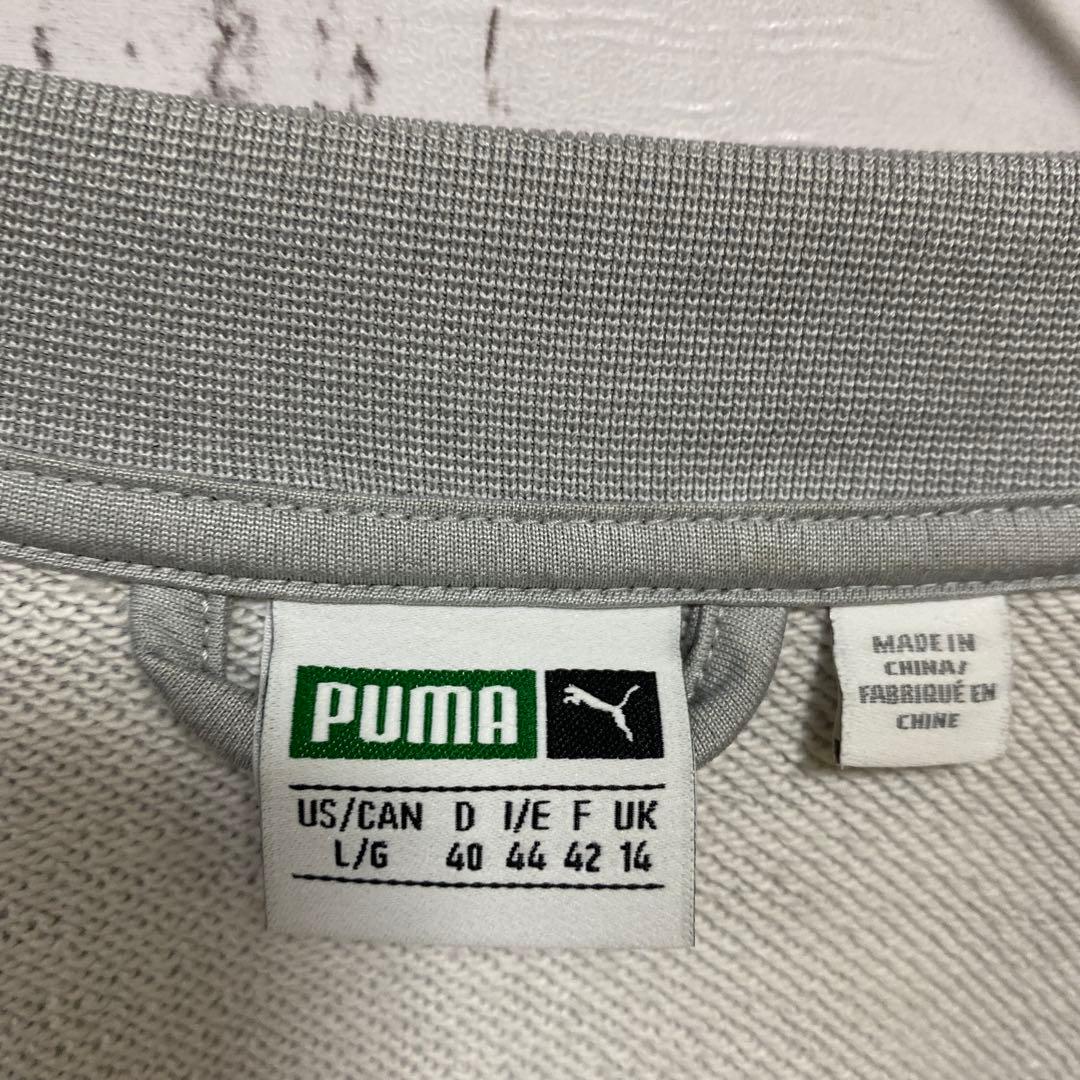 PUMA
US/CAN D I/E F UK
L/G 40 44 42 14
MADE IN
CHINA/
FABRIQUÉ EN
CHINE